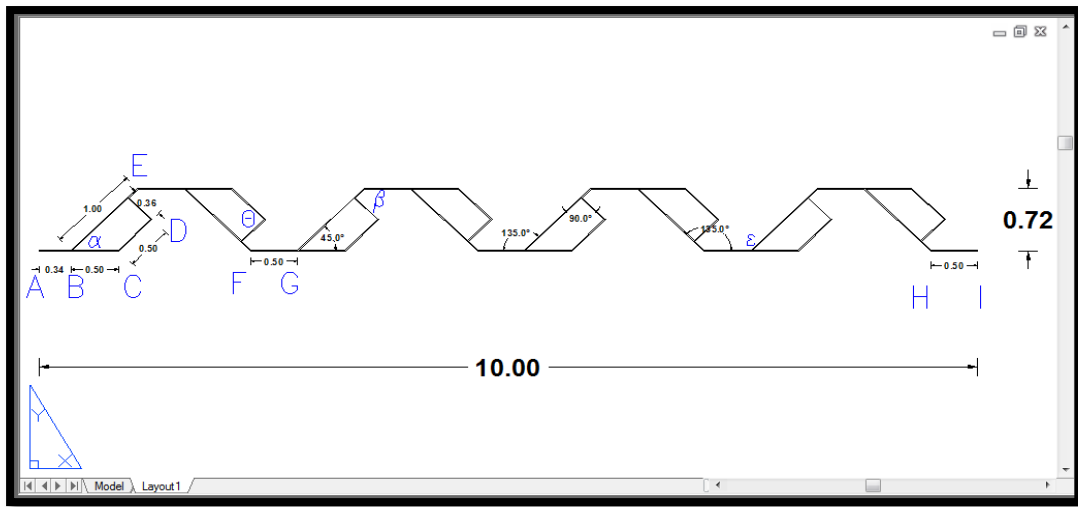 E
1.00
0.36
α
D
0.50
θ
β
45.0°
135.0°
90.0°
135.0°
ε
0.72
0.34
0.50
0.50
0.50
A
B
C
F
G
H
I
10.00
Y
X
Model
Layout1